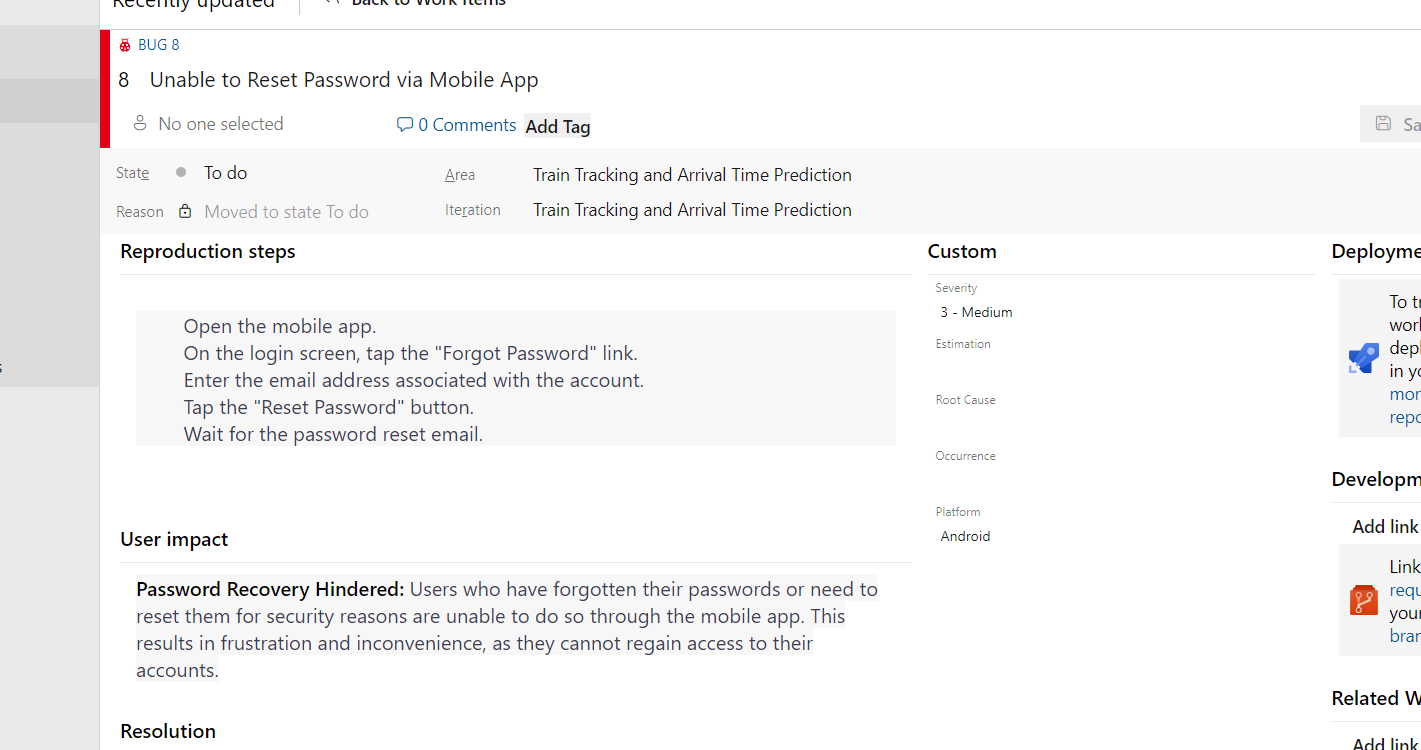 Recently updated
Back to Work Items
BUG 8
8 Unable to Reset Password via Mobile App
No one selected
0 Comments
Add Tag
State
To do
Area
Train Tracking and Arrival Time Prediction
Reason
Moved to state To do
Iteration
Train Tracking and Arrival Time Prediction
Reproduction steps
Open the mobile app.
On the login screen, tap the "Forgot Password" link.
Enter the email address associated with the account.
Tap the "Reset Password" button.
Wait for the password reset email.
User impact
Password Recovery Hindered: Users who have forgotten their passwords or need to
reset them for security reasons are unable to do so through the mobile app. This
results in frustration and inconvenience, as they cannot regain access to their
accounts.
Resolution
Custom
Severity
3 - Medium
Estimation
Root Cause
Occurrence
Platform
Android
To
in
Add link
Link
Related
Add link